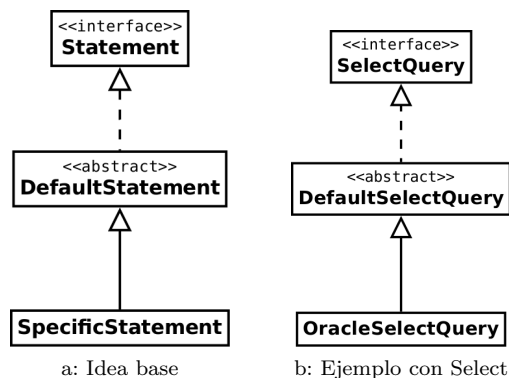 <<interface>>
Statement
<<abstract>>
DefaultStatement
SpecificStatement
a: Idea base
<<interface>>
SelectQuery
<<abstract>>
DefaultSelectQuery
OracleSelectQuery
b: Ejemplo con Select